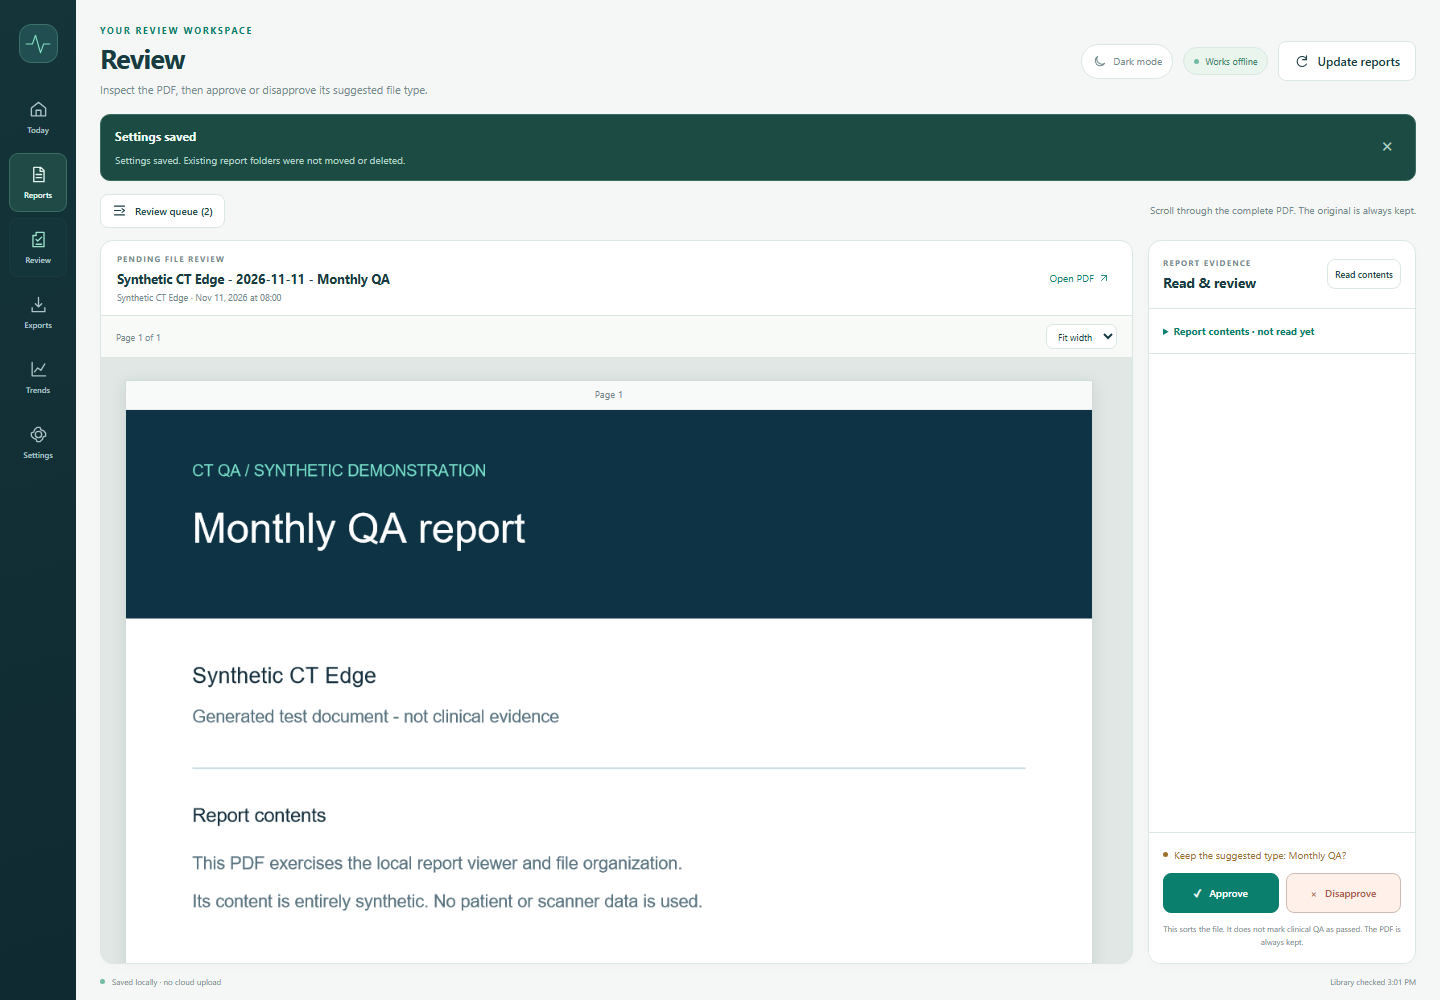 Today
Reports
Review
Exports
Trends
Settings
YOUR REVIEW WORKSPACE
Review
Inspect the PDF, then approve or disapprove its suggested file type.
Dark mode
Works offline
Update reports
Settings saved
Settings saved. Existing report folders were not moved or deleted.
Review queue (2)
Scroll through the complete PDF. The original is always kept.
PENDING FILE REVIEW
Synthetic CT Edge - 2026-11-11 - Monthly QA
Synthetic CT Edge · Nov 11, 2026 at 08:00
Open PDF
Page 1 of 1
Fit width
Page 1
CT QA / SYNTHETIC DEMONSTRATION
Monthly QA report
Synthetic CT Edge
Generated test document - not clinical evidence
Report contents
This PDF exercises the local report viewer and file organization.
Its content is entirely synthetic. No patient or scanner data is used.
REPORT EVIDENCE
Read & review
Read contents
Report contents · not read yet
Keep the suggested type: Monthly QA?
Approve
Disapprove
This sorts the file. It does not mark clinical QA as passed. The PDF is
always kept.
Saved locally · no cloud upload
Library checked 3:01 PM